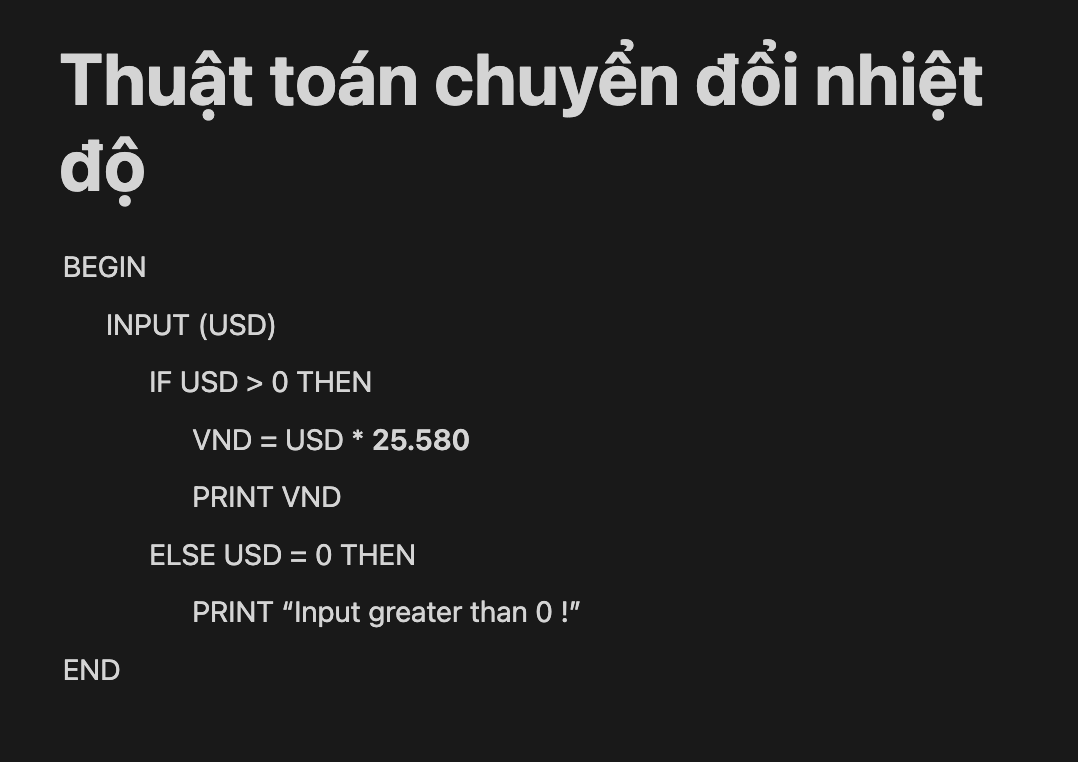 Thuật toán chuyển đổi nhiệt
độ
BEGIN
INPUT (USD)
IF USD > 0 THEN
VND = USD * 25.580
PRINT VND
ELSE USD = 0 THEN
PRINT “Input greater than 0 !”
END